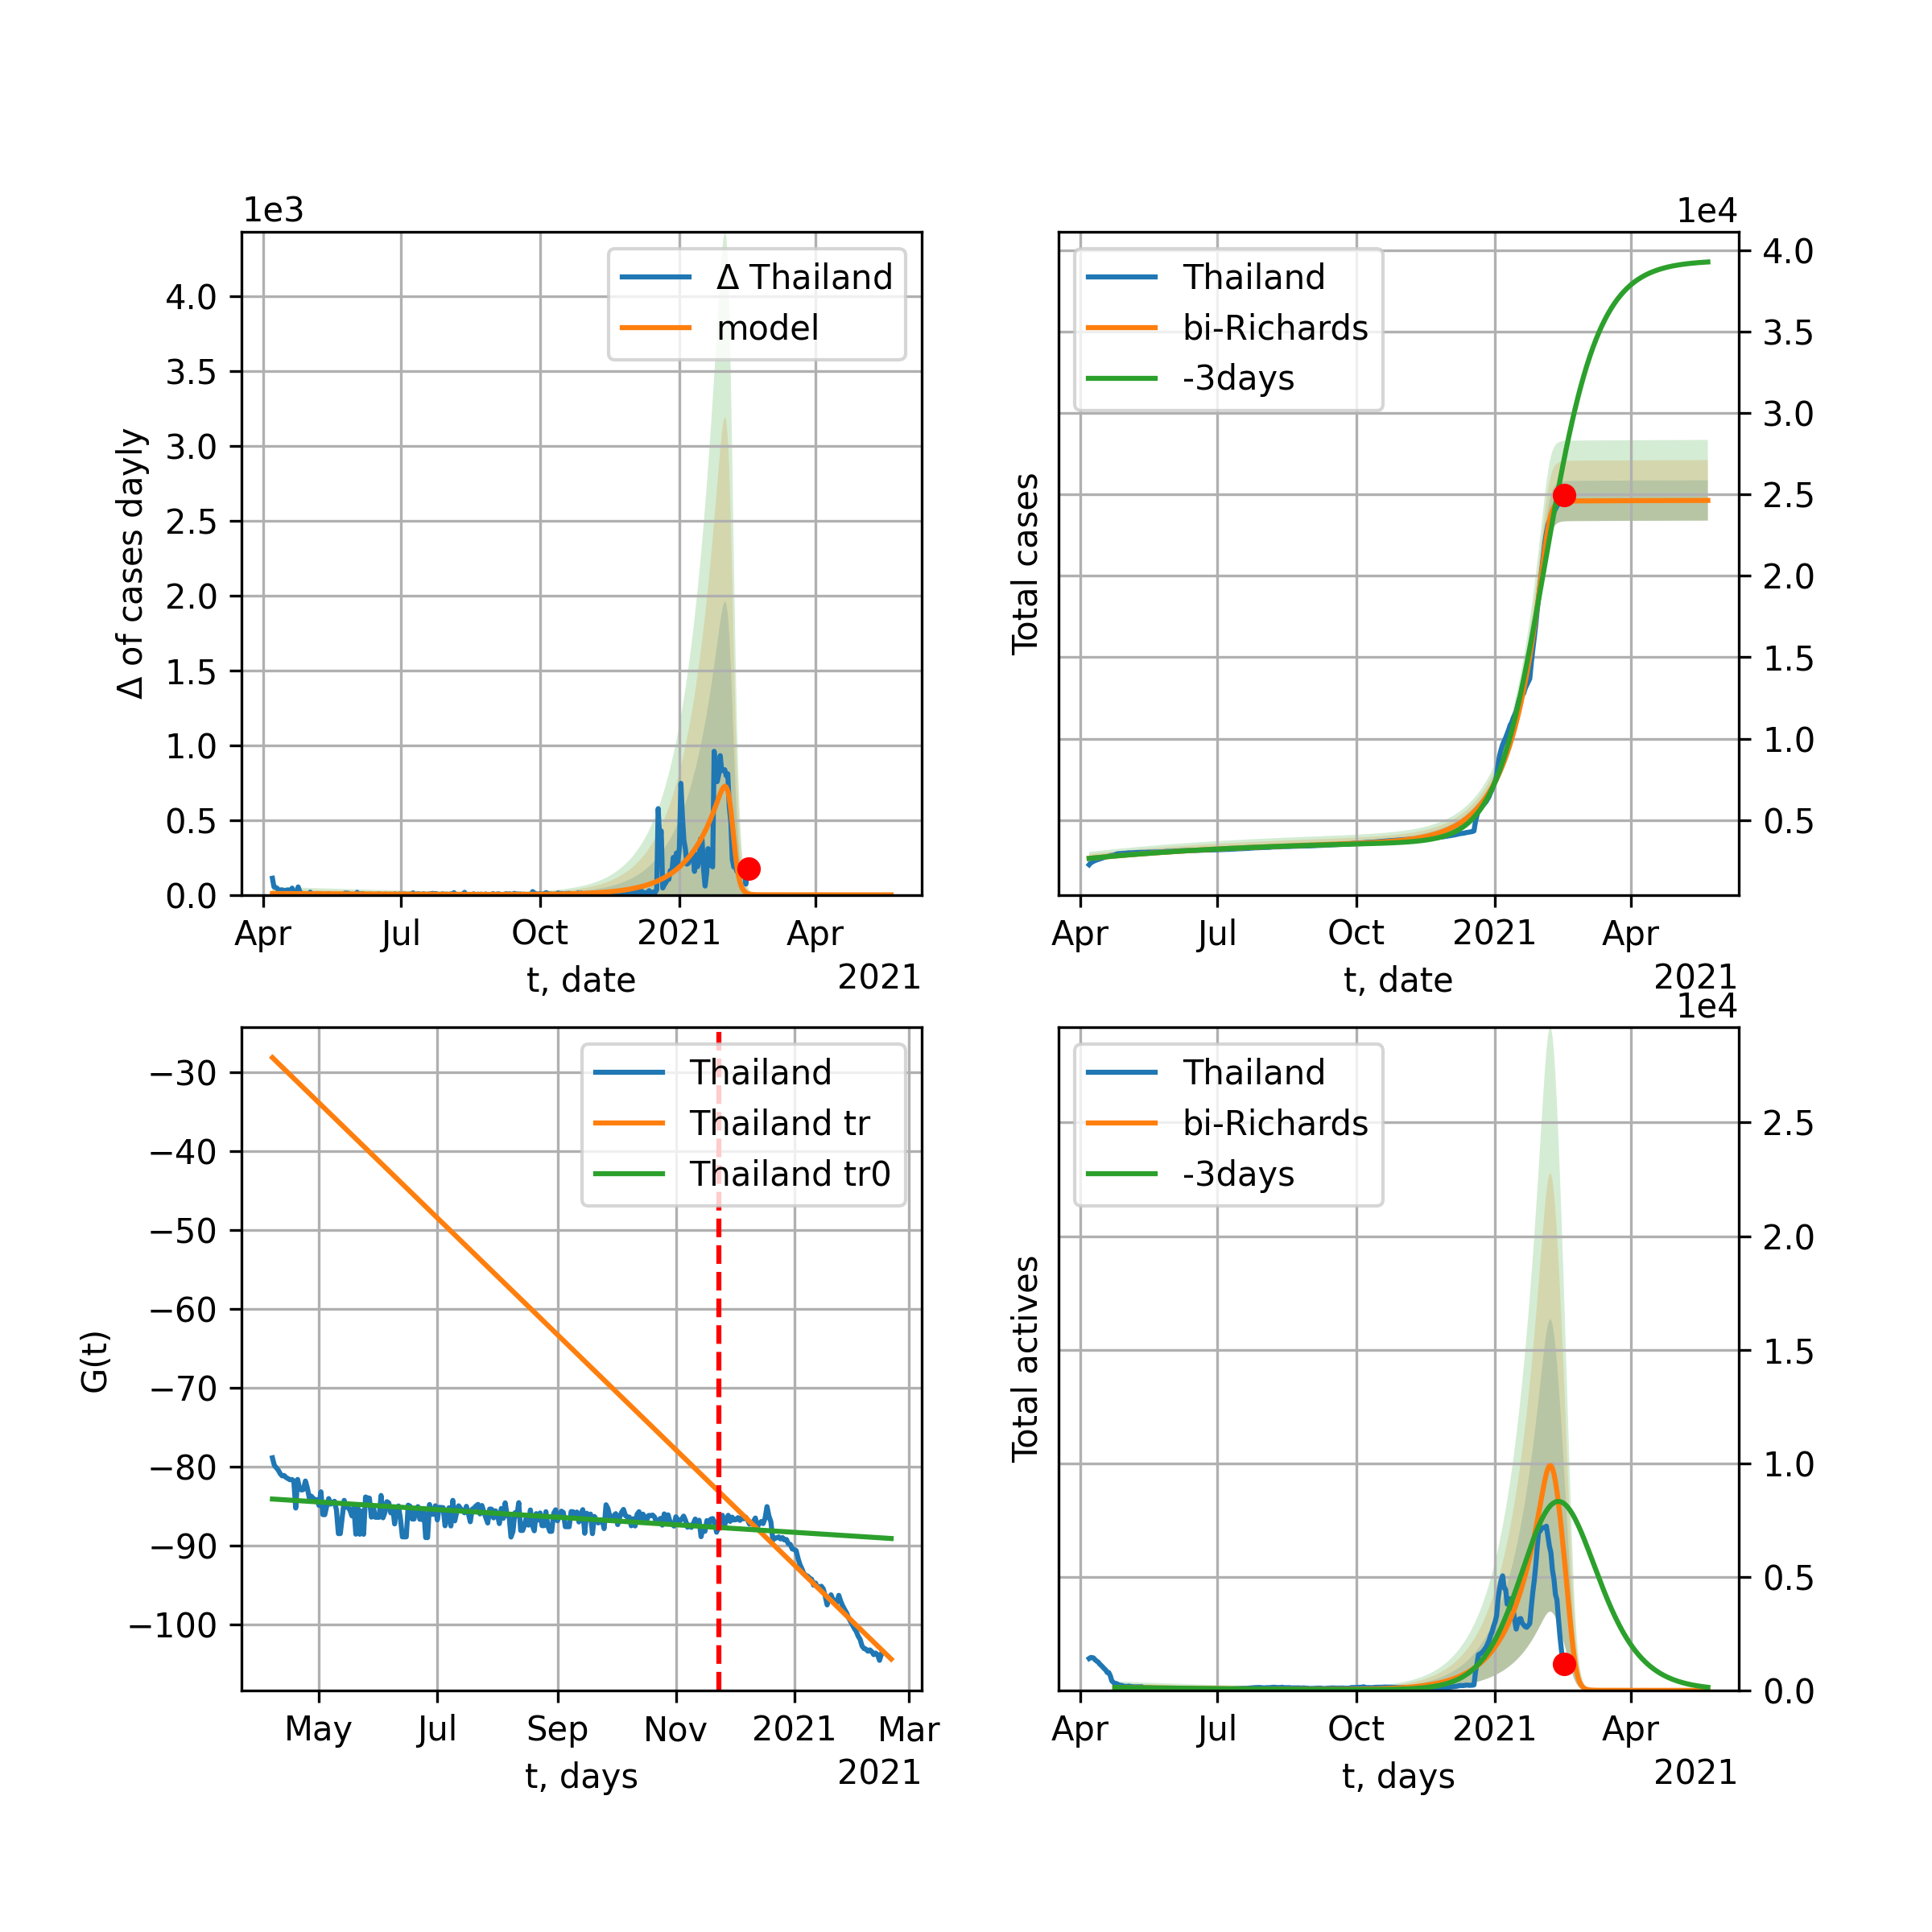 1e3
Δ of cases dayly
4.0
3.5
3.0
2.5
2.0
1.5
1.0
0.5
0.0
Δ Thailand
model
Apr Jul Oct 2021 Apr
t, date
2021
1e4
Total cases
Thailand
bi-Richards
-3days
4.0
3.5
3.0
2.5
2.0
1.5
1.0
0.5
Apr Jul Oct 2021 Apr
t, date
2021
G(t)
−30
−40
−50
−60
−70
−80
−90
−100
Thailand
Thailand tr
Thailand tr0
May Jul Sep Nov 2021 Mar
t, days
2021
1e4
Total actives
Thailand
bi-Richards
-3days
2.5
2.0
1.5
1.0
0.5
0.0
Apr Jul Oct 2021 Apr
t, days
2021